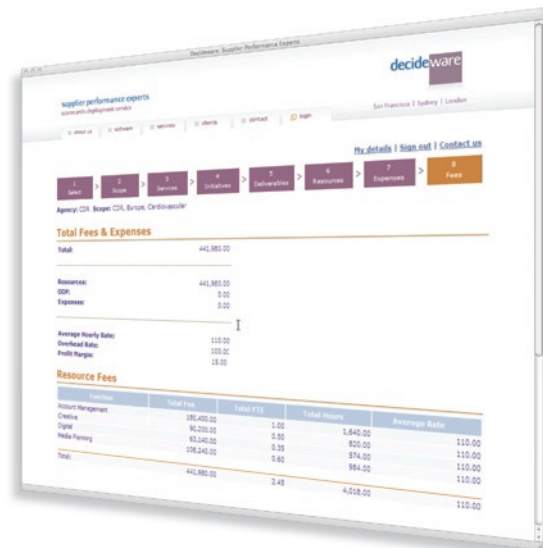 Decideware: Supplier Performance Experts
decideware
supplier performance experts
scorecards deployment service
San Francisco | Sydney | London
about us
software
services
clients
contact
login
My details | Sign out | Contact us
1 Select > 2 Scope > 3 Services > 4 Initiatives > 5 Deliverables > 6 Resources > 7 Expenses > 8 Fees
Agency: CDR, Scope: CDR, Europe, Cardiovascular
Total Fees & Expenses
Total: 441,980.00
Resources: 441,980.00
OOP: 0.00
Expenses: 0.00
Average Hourly Rate: 110.00
Overhead Rate: 100.00
Profit Margin: 15.00
Resource Fees
Function Total Fee Total FTE Total Hours Average Rate
Account Management 180,400.00 1.00 1,640.00 110.00
Creative 90,200.00 0.50 820.00 110.00
Digital 63,140.00 0.35 574.00 110.00
Media Planning 108,240.00 0.60 984.00 110.00
Total: 441,980.00 2.45 4,018.00 110.00